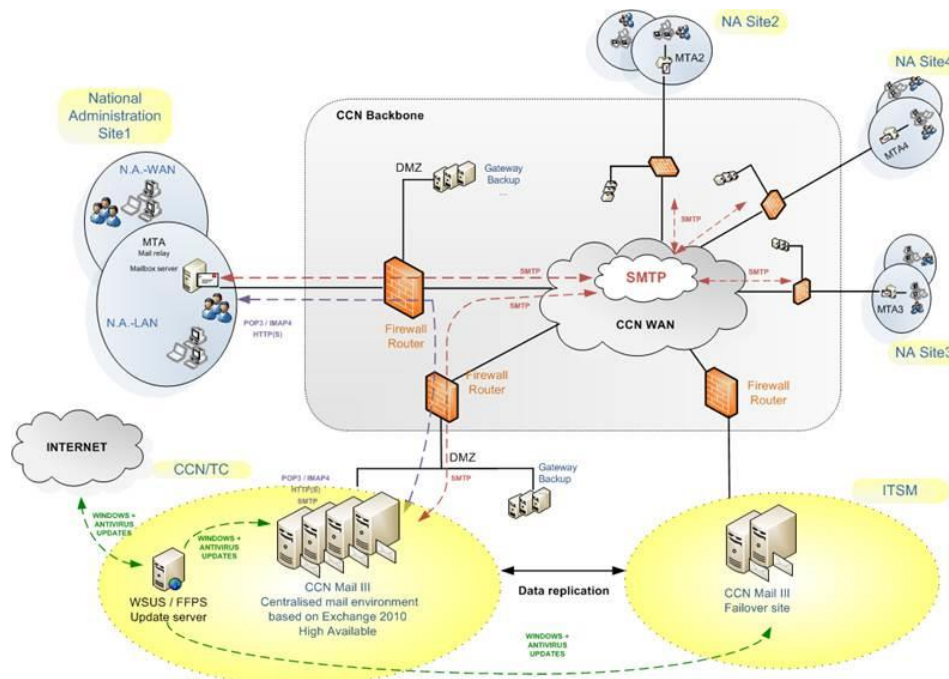 NA Site2
MTA2
NA Site4
MTA4
National
Administration
Site1
CCN Backbone
N.A.-WAN
DMZ
Gateway
Backup
...
MTA
Mail relay
Mailbox server
SMTP
SMTP
SMTP
SMTP
SMTP
CCN WAN
MTA3
N.A.-LAN
POP3 / IMAP4
HTTP(S)
Firewall
Router
NA Site3
Firewall
Router
Firewall
Router
INTERNET
CCN/TC
DMZ
POP3 / IMAP4
HTTP(S)
SMTP
SMTP
Gateway
Backup
ITSM
WINDOWS +
ANTIVIRUS
UPDATES
WINDOWS +
ANTIVIRUS
UPDATES
WSUS / FFPS
Update server
CCN Mail III
Centralised mail environment
based on Exchange 2010
High Available
Data replication
CCN Mail III
Failover site
WINDOWS +
ANTIVIRUS
UPDATES